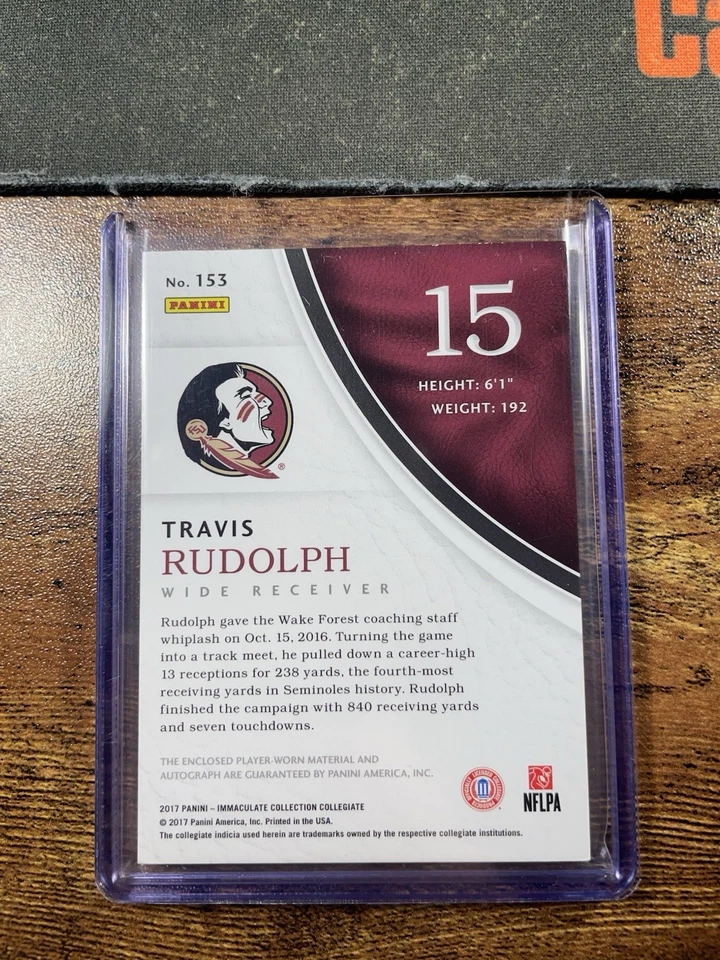 No. 153
PANINI
15
HEIGHT: 6'1"
WEIGHT: 192
®
TRAVIS
RUDOLPH
WIDE RECEIVER
Rudolph gave the Wake Forest coaching staff
whiplash on Oct. 15, 2016. Turning the game
into a track meet, he pulled down a career-high
13 receptions for 238 yards, the fourth-most
receiving yards in Seminoles history. Rudolph
finished the campaign with 840 receiving yards
and seven touchdowns.
THE ENCLOSED PLAYER-WORN MATERIAL AND
AUTOGRAPH ARE GUARANTEED BY PANINI AMERICA, INC.
OFFICIALLY LICENSED COLLEGIATE PRODUCTS
NFLPA
2017 PANINI – IMMACULATE COLLECTION COLLEGIATE
© 2017 Panini America, Inc. Printed in the USA.
The collegiate indicia used herein are trademarks owned by the respective collegiate institutions.